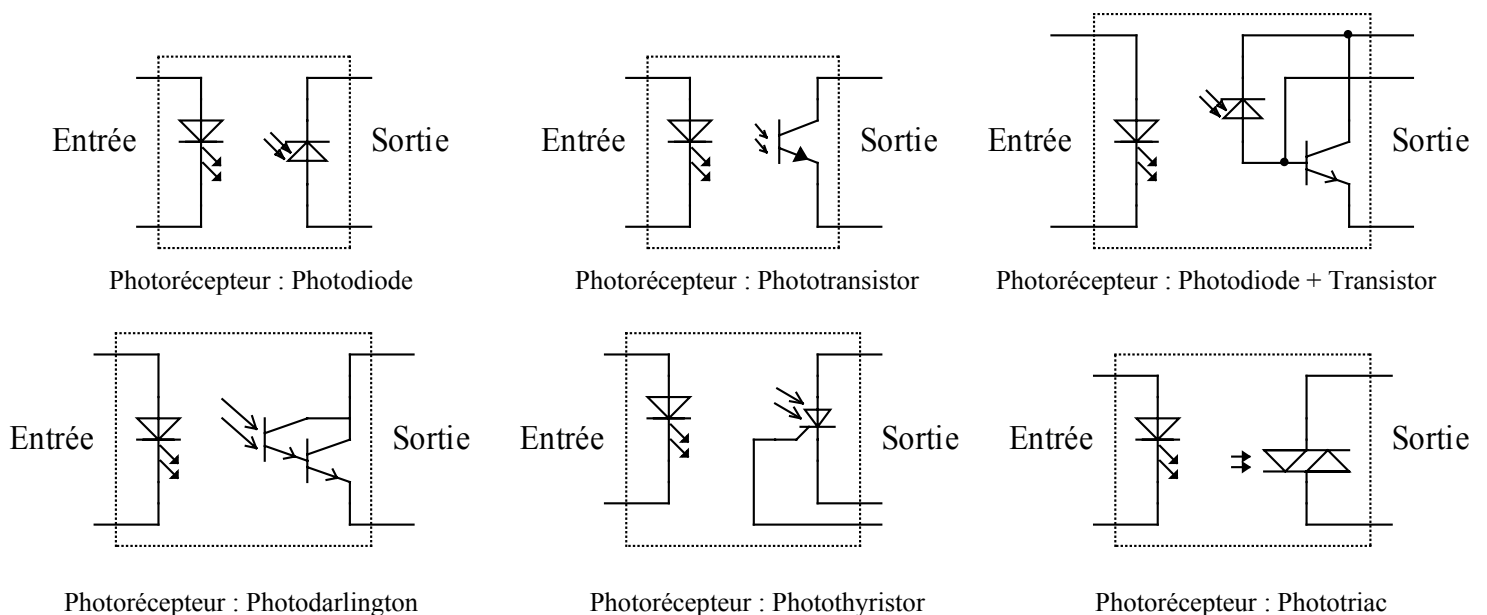 Entrée Sortie Entrée Sortie Entrée Sortie
Photorécepteur : Photodiode Photorécepteur : Phototransistor Photorécepteur : Photodiode + Transistor
Entrée Sortie Entrée Sortie Entrée Sortie
Photorécepteur : Photodarlington Photorécepteur : Photothyristor Photorécepteur : Phototriac